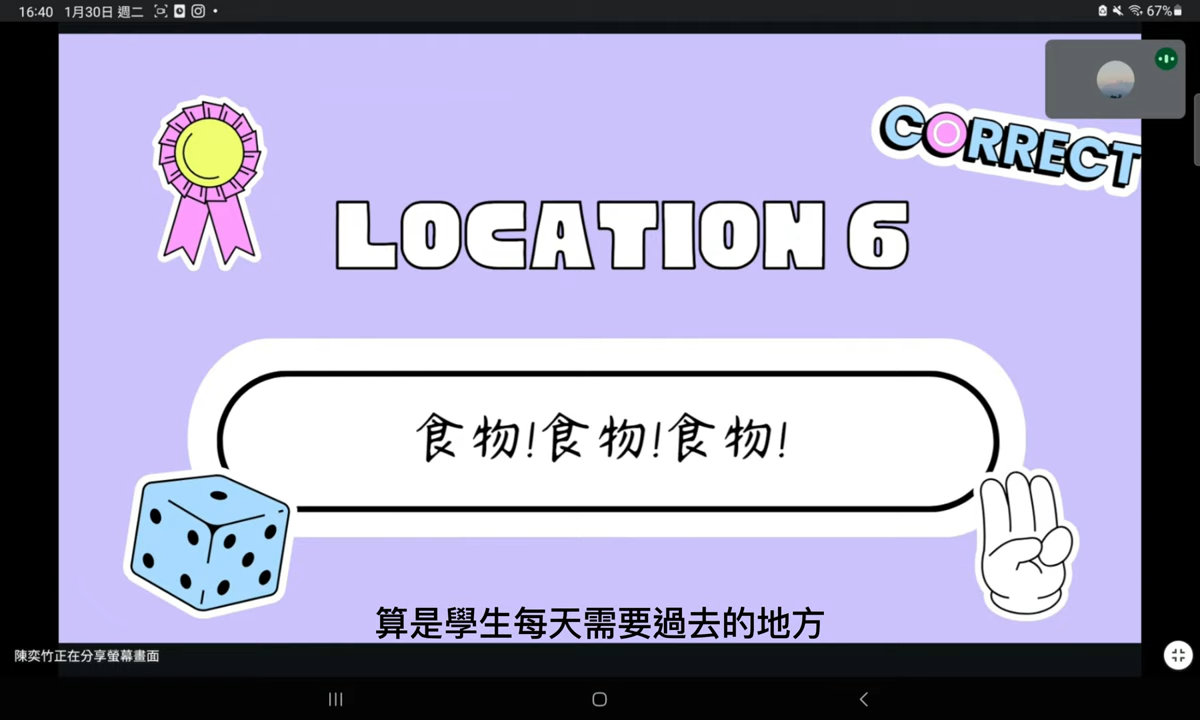 16:40 1月30日 週二
67%
CORRECT
LOCATION 6
食物!食物!食物!
算是學生每天需要過去的地方
陳奕竹正在分享螢幕畫面